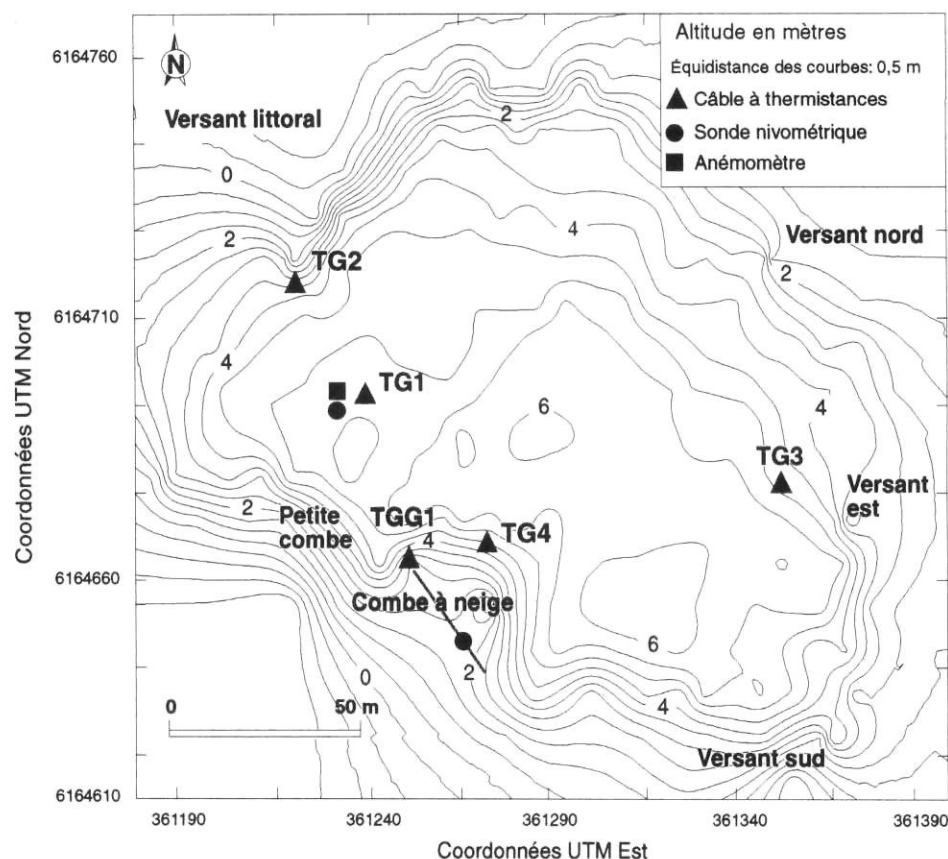 Altitude en mètres
Équidistance des courbes: 0,5 m
Câble à thermistances
Sonde nivométrique
Anémomètre
6164760
6164710
6164660
6164610
Coordonnées UTM Nord
N
Versant littoral
2
0
4
Versant nord
2
2
TG2
4
TG1
6
4
TG3
Versant
est
2
Petite
combe
TGG1
4
TG4
Combe à neige
2
6
0
4
0
50 m
Versant sud
361190
361240
361290
361340
361390
Coordonnées UTM Est